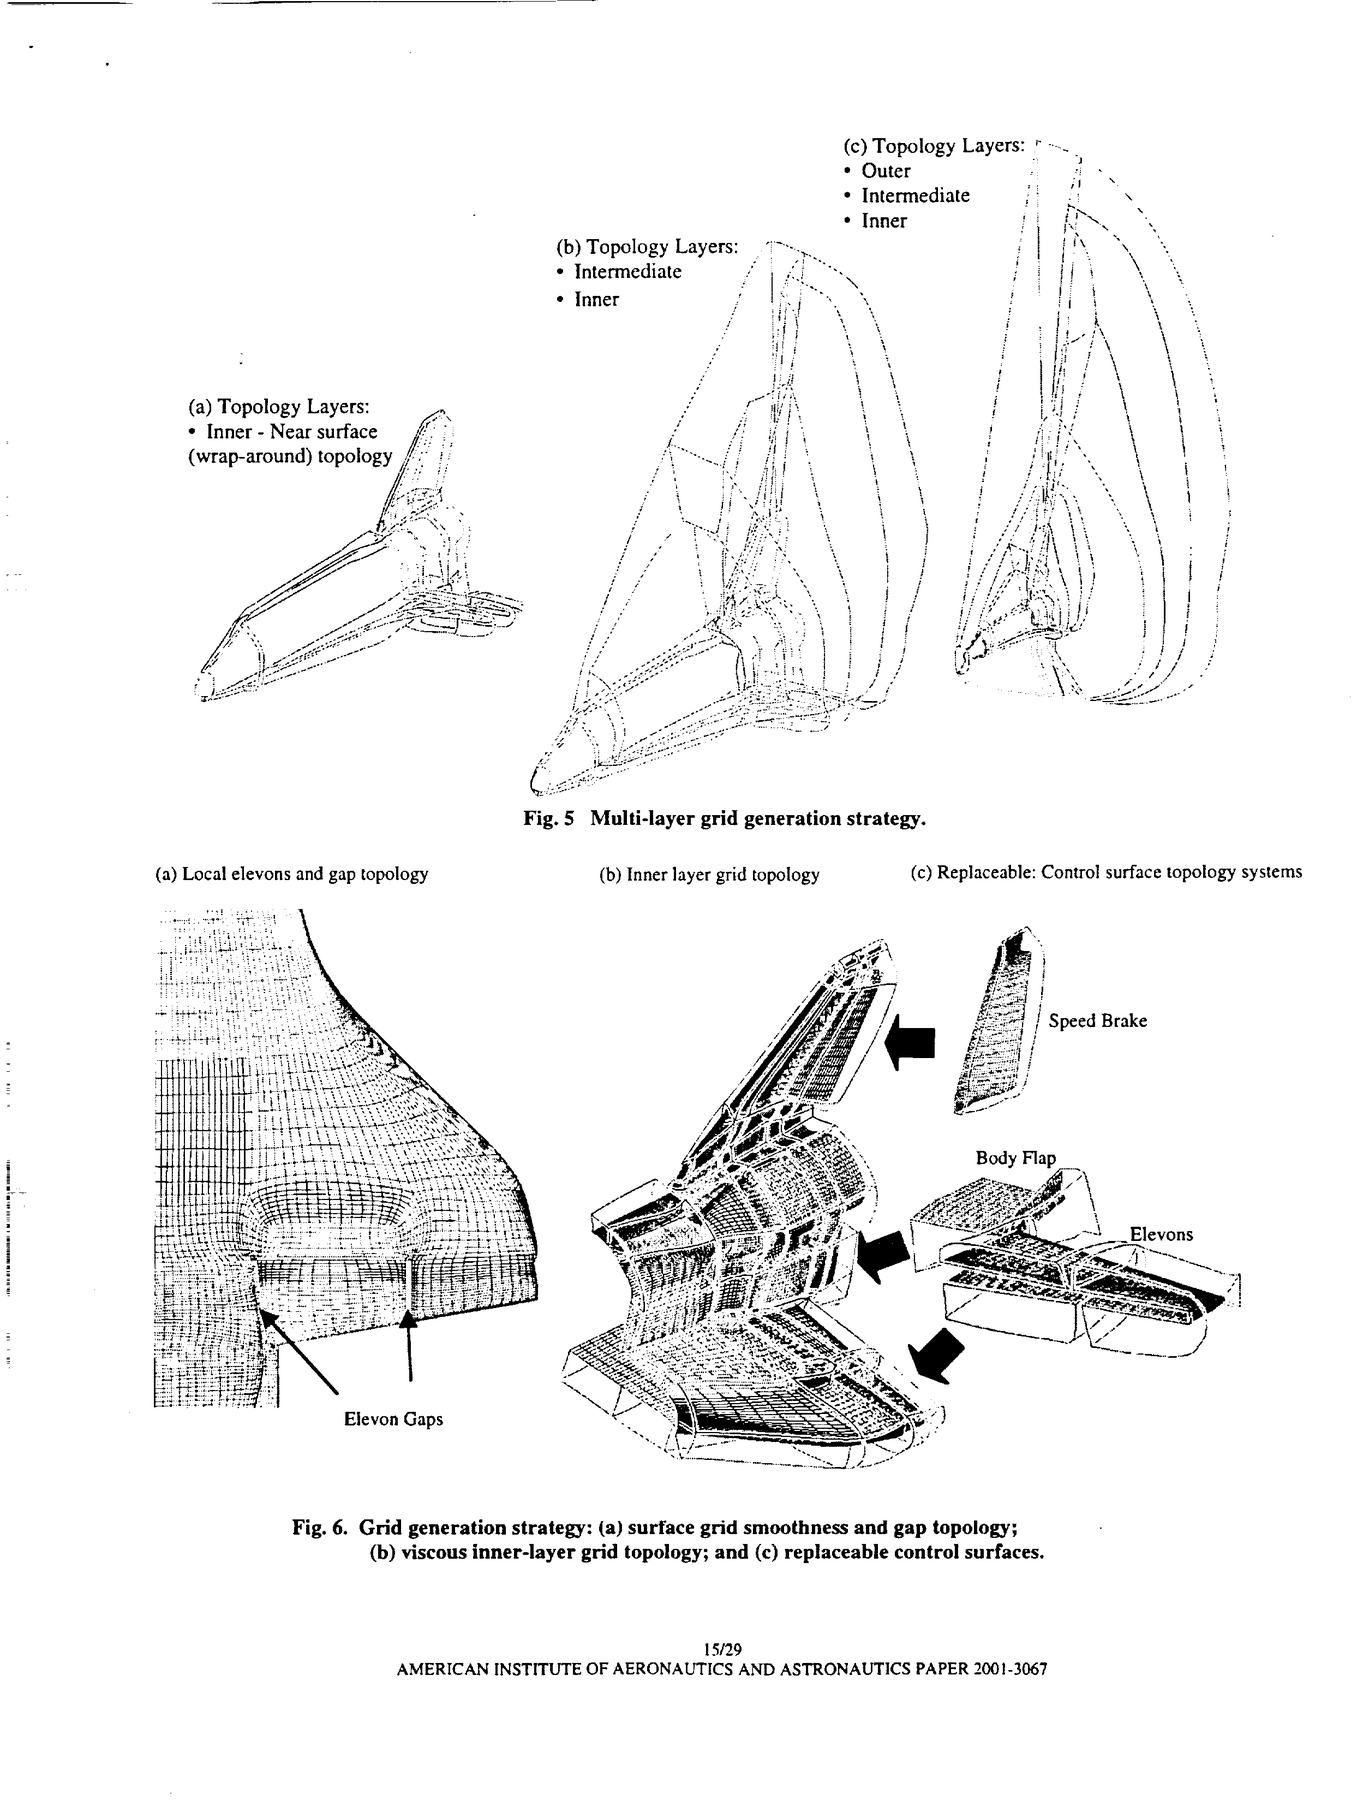 (c) Topology Layers:
• Outer
• Intermediate
• Inner
(b) Topology Layers:
• Intermediate
• Inner
(a) Topology Layers:
• Inner - Near surface
(wrap-around) topology
Fig. 5 Multi-layer grid generation strategy.
(a) Local elevons and gap topology
(b) Inner layer grid topology
(c) Replaceable: Control surface topology systems
Speed Brake
Body Flap
Elevons
Elevon Gaps
Fig. 6. Grid generation strategy: (a) surface grid smoothness and gap topology;
(b) viscous inner-layer grid topology; and (c) replaceable control surfaces.
15/29
AMERICAN INSTITUTE OF AERONAUTICS AND ASTRONAUTICS PAPER 2001-3067